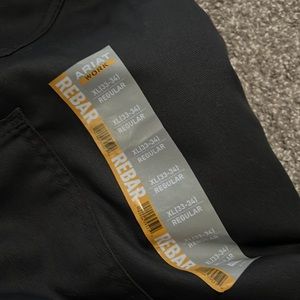 ARIAT
WORK
REBAR
XL(33-34)
REGULAR
XL(33-34)
REGULAR
REBAR
XL(33-34)
REGULAR
XL(33-34)
REGULAR
REBAR